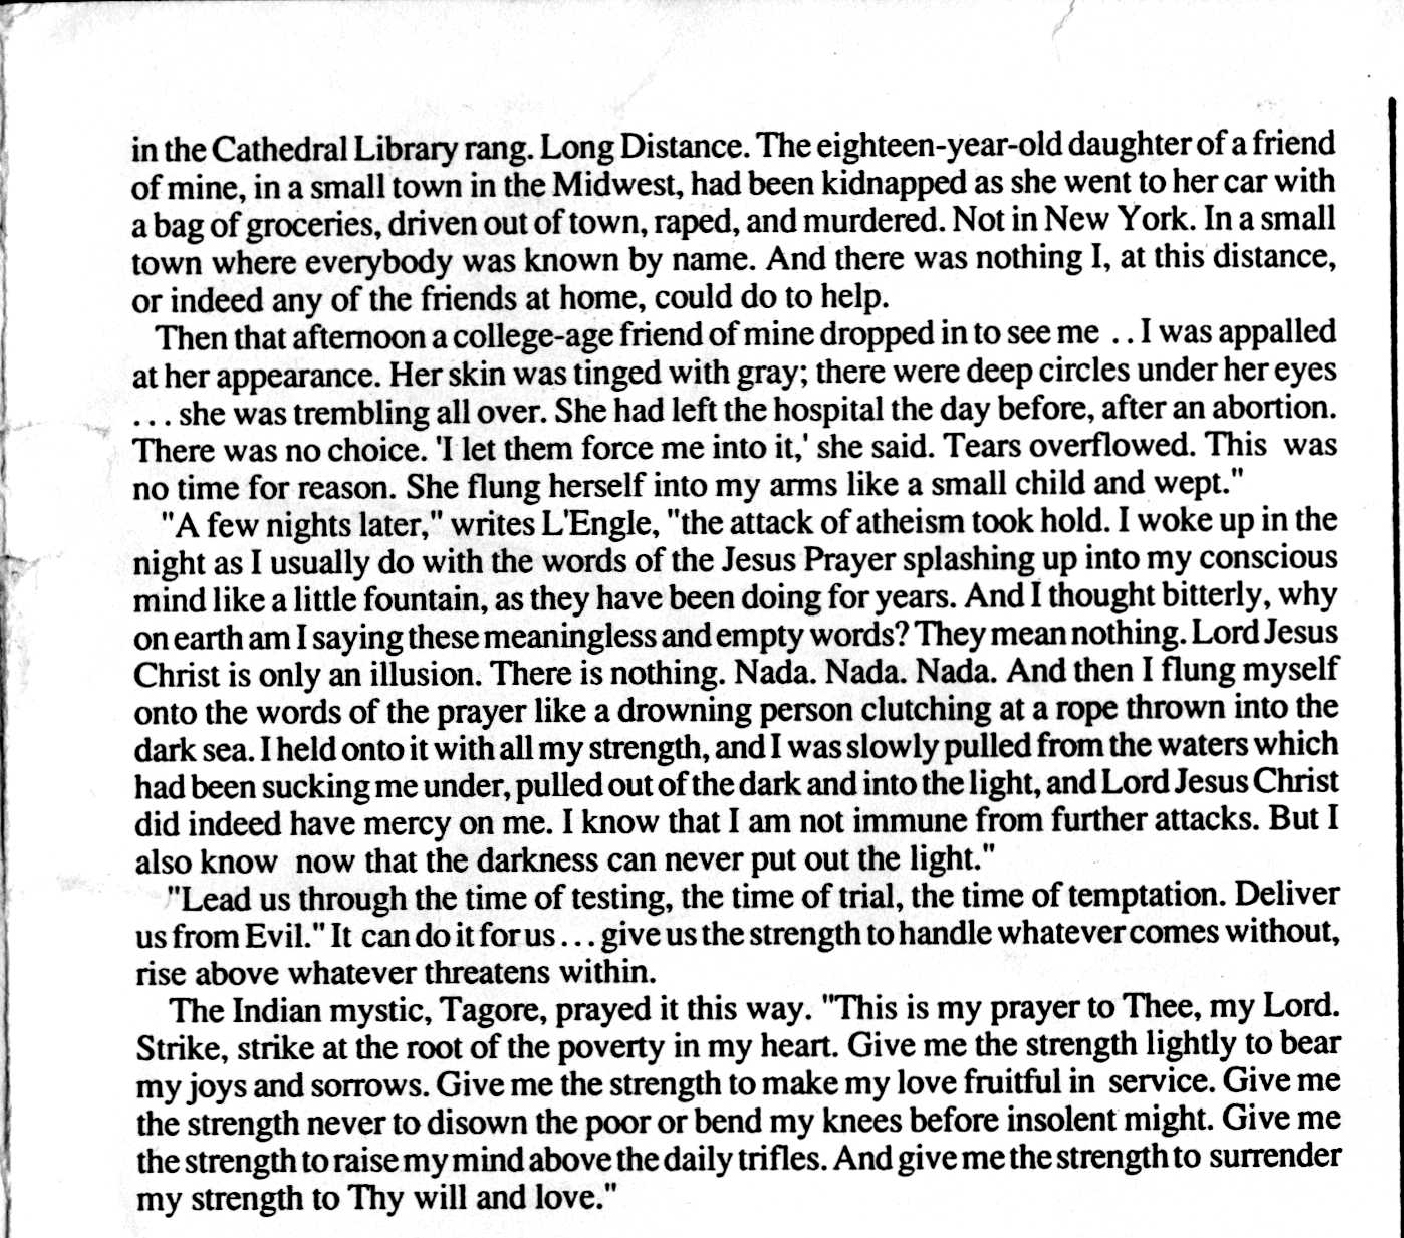 in the Cathedral Library rang. Long Distance. The eighteen-year-old daughter of a friend
of mine, in a small town in the Midwest, had been kidnapped as she went to her car with
a bag of groceries, driven out of town, raped, and murdered. Not in New York. In a small
town where everybody was known by name. And there was nothing I, at this distance,
or indeed any of the friends at home, could do to help.
Then that afternoon a college-age friend of mine dropped in to see me . . I was appalled
at her appearance. Her skin was tinged with gray; there were deep circles under her eyes
. . . she was trembling all over. She had left the hospital the day before, after an abortion.
There was no choice. 'I let them force me into it,' she said. Tears overflowed. This was
no time for reason. She flung herself into my arms like a small child and wept."
"A few nights later," writes L'Engle, "the attack of atheism took hold. I woke up in the
night as I usually do with the words of the Jesus Prayer splashing up into my conscious
mind like a little fountain, as they have been doing for years. And I thought bitterly, why
on earth am I saying these meaningless and empty words? They mean nothing. Lord Jesus
Christ is only an illusion. There is nothing. Nada. Nada. Nada. And then I flung myself
onto the words of the prayer like a drowning person clutching at a rope thrown into the
dark sea. I held onto it with all my strength, and I was slowly pulled from the waters which
had been sucking me under, pulled out of the dark and into the light, and Lord Jesus Christ
did indeed have mercy on me. I know that I am not immune from further attacks. But I
also know now that the darkness can never put out the light."
"Lead us through the time of testing, the time of trial, the time of temptation. Deliver
us from Evil." It can do it for us . . . give us the strength to handle whatever comes without,
rise above whatever threatens within.
The Indian mystic, Tagore, prayed it this way. "This is my prayer to Thee, my Lord.
Strike, strike at the root of the poverty in my heart. Give me the strength lightly to bear
my joys and sorrows. Give me the strength to make my love fruitful in service. Give me
the strength never to disown the poor or bend my knees before insolent might. Give me
the strength to raise my mind above the daily trifles. And give me the strength to surrender
my strength to Thy will and love."